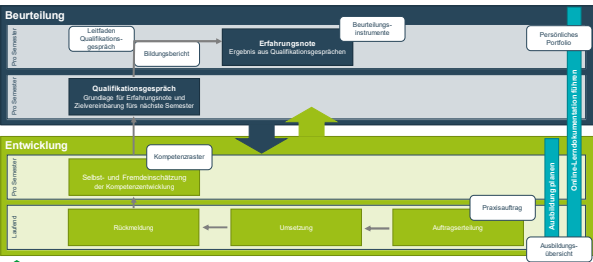 Beurteilung
Pro Semester
Leitfaden
Qualifikations-
gespräch
Bildungsbericht
Erfahrungsnote
Ergebnis aus Qualifikationsgesprächen
Beurteilungs-
instrumente
Persönliches
Portfolio
Pro Semester
Qualifikationsgespräch
Grundlage für Erfahrungsnote und
Zielvereinbarung fürs nächste Semester
Online-Lerndokumentation führen
Entwicklung
Pro Semester
Kompetenzraster
Selbst- und Fremdeinschätzung
der Kompetenzentwicklung
Ausbildung planen
Laufend
Rückmeldung
Umsetzung
Auftragserteilung
Praxisauftrag
Ausbildungs-
übersicht